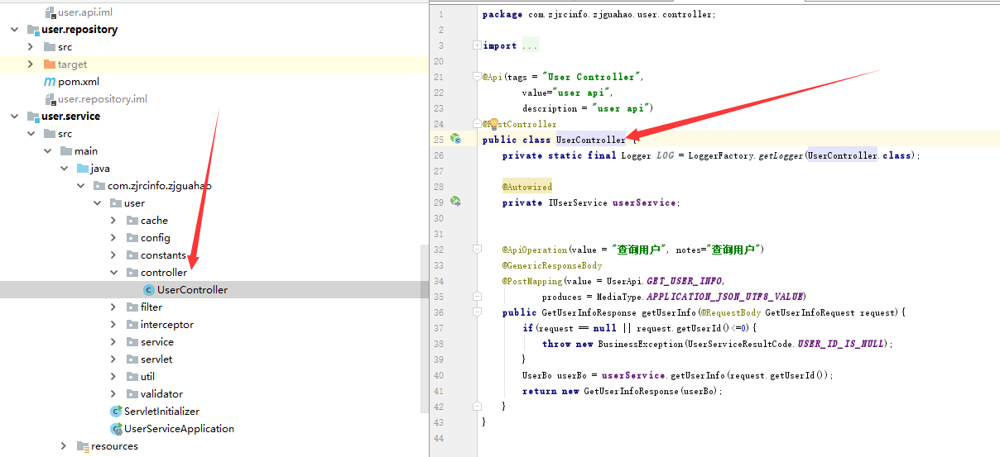 user.api.iml
user.repository
src
target
pom.xml
user.repository.iml
user.service
src
main
java
com.zjrcinfo.zjguahao
user
cache
config
constants
controller
UserController
filter
interceptor
service
servlet
util
validator
ServletInitializer
UserServiceApplication
resources
1 package com.zjrcinfo.zjguahao.user.controller;
2
3 import ...
20
21 @Api(tags = "User Controller",
22 value="user api",
23 description = "user api")
24 @RestController
25 public class UserController {
26 private static final Logger LOG = LoggerFactory.getLogger(UserController.class);
27
28 @Autowired
29 private IUserService userService;
30
31
32 @ApiOperation(value = "查询用户", notes="查询用户")
33 @GenericResponseBody
34 @PostMapping(value = UserApi.GET_USER_INFO,
35 produces = MediaType.APPLICATION_JSON_UTF8_VALUE)
36 public GetUserInfoResponse getUserInfo(@RequestBody GetUserInfoRequest request){
37 if(request == null || request.getUserId()<=0){
38 throw new BusinessException(UserServiceResultCode.USER_ID_IS_NULL);
39 }
40 UserBo userBo = userService.getUserInfo(request.getUserId());
41 return new GetUserInfoResponse(userBo);
42 }
43 }
44